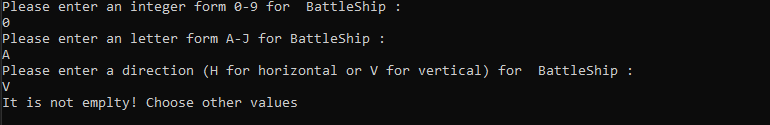 Please enter an integer form 0-9 for  BattleShip :
0
Please enter an letter form A-J for BattleShip :
A
Please enter a direction (H for horizontal or V for vertical) for  BattleShip :
V
It is not emplty! Choose other values